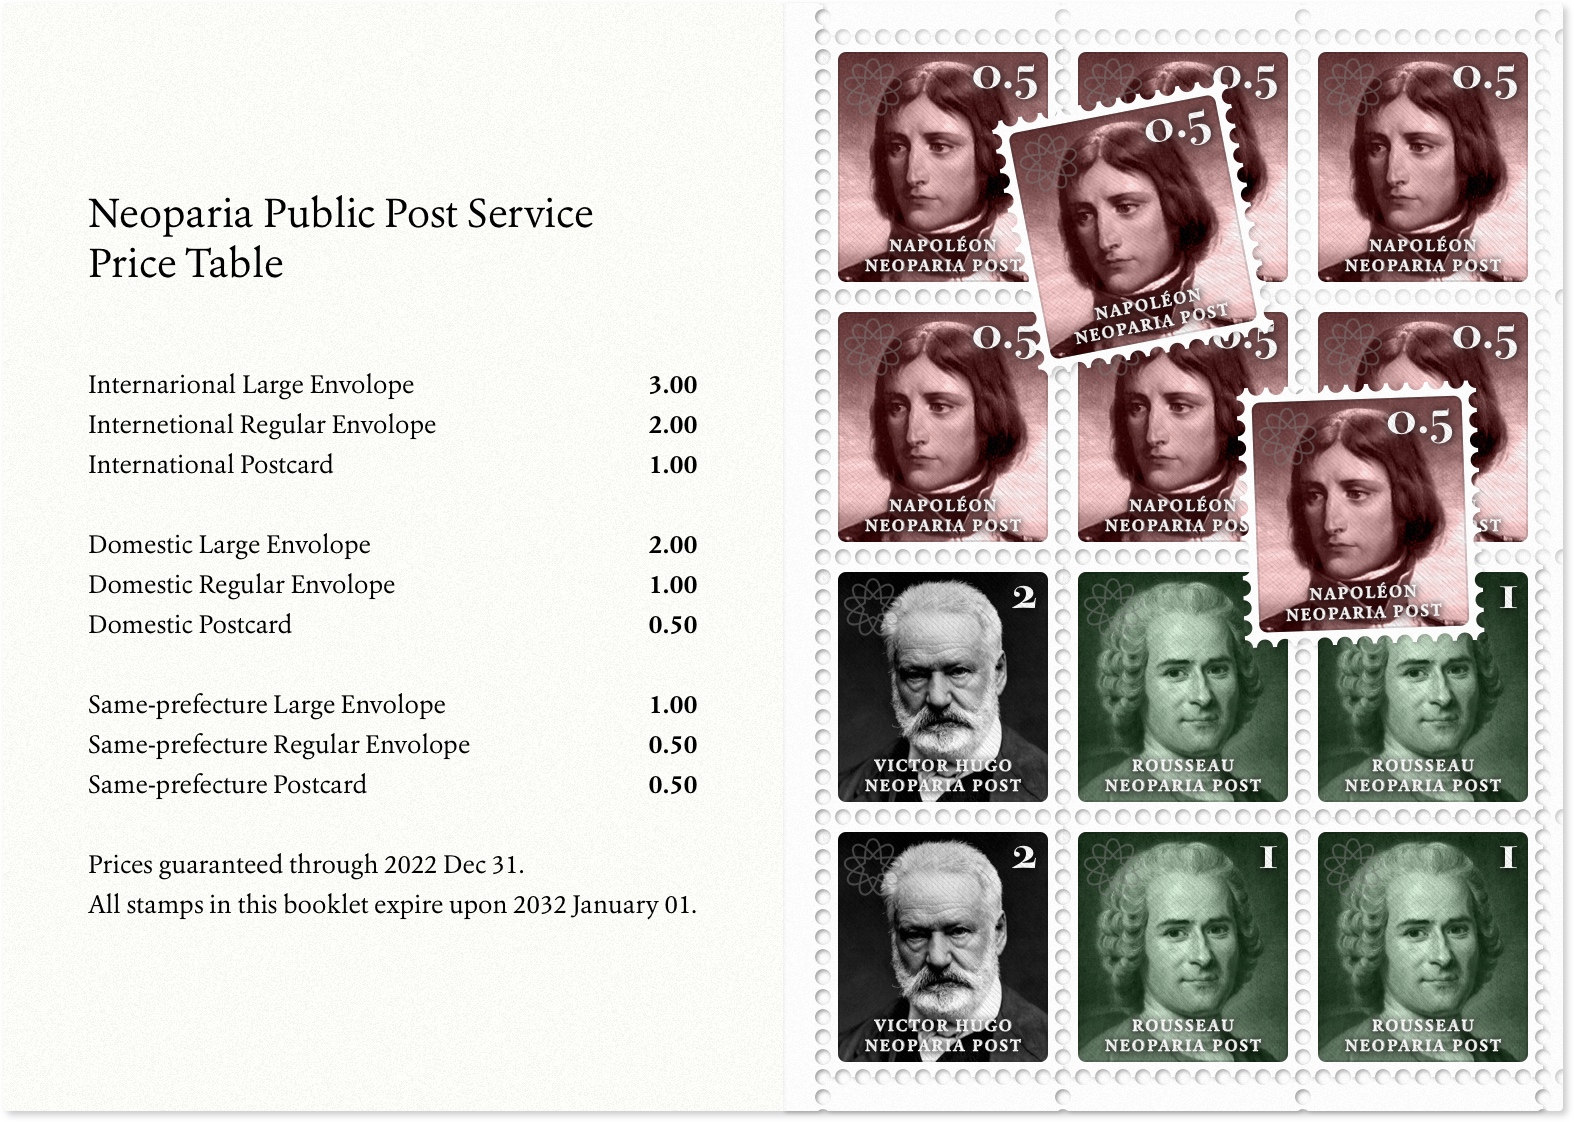 Neoparia Public Post Service
Price Table
Internarional Large Envolope 3.00
Internetional Regular Envolope 2.00
International Postcard 1.00
Domestic Large Envolope 2.00
Domestic Regular Envolope 1.00
Domestic Postcard 0.50
Same-prefecture Large Envolope 1.00
Same-prefecture Regular Envolope 0.50
Same-prefecture Postcard 0.50
Prices guaranteed through 2022 Dec 31.
All stamps in this booklet expire upon 2032 January 01.
0.5
NAPOLÉON
NEOPARIA POST
0.5
0.5
NAPOLÉON
NEOPARIA POST
0.5
NAPOLÉON
NEOPARIA POST
0.5
NAPOLÉON
NEOPARIA POST
0.5
NAPOLÉON
NEOPARIA POS
0.5
ST
0.5
NAPOLÉON
NEOPARIA POST
2
VICTOR HUGO
NEOPARIA POST
ROUSSEAU
NEOPARIA POST
1
ROUSSEAU
NEOPARIA POST
2
VICTOR HUGO
NEOPARIA POST
1
ROUSSEAU
NEOPARIA POST
1
ROUSSEAU
NEOPARIA POST